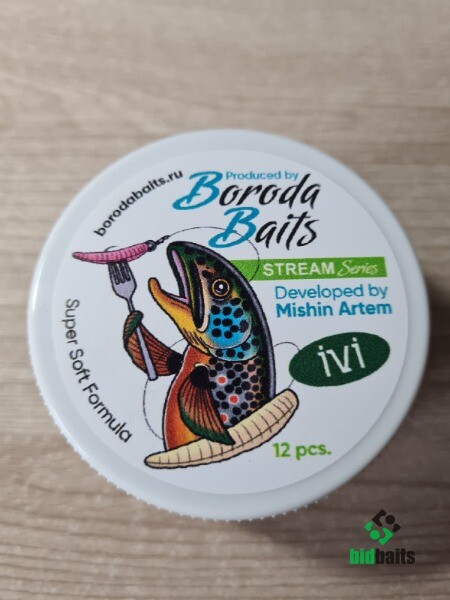 borodabaits.ru
Produced by
Boroda
Baits
STREAM Series
Developed by
Mishin Artem
ivi
Super Soft Formula
12 pcs.
bidbaits